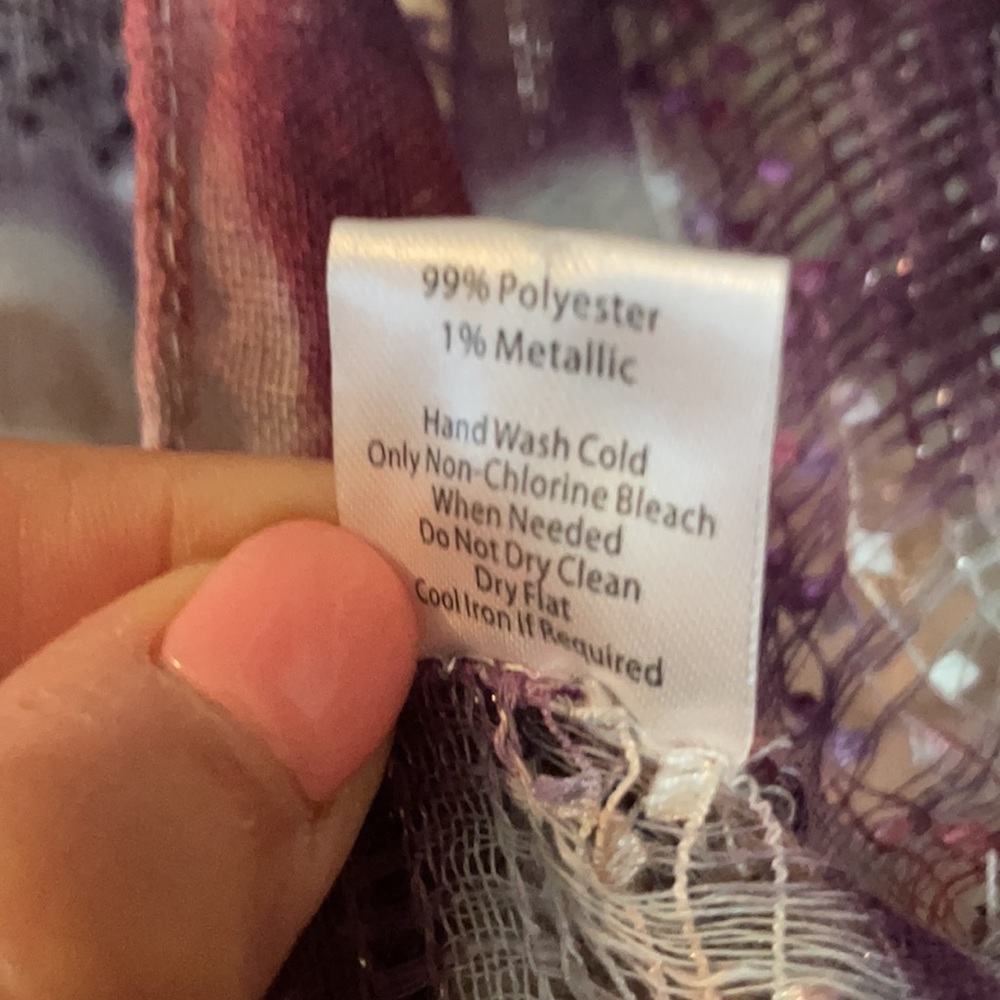 99% Polyester
1% Metallic
Hand Wash Cold
Only Non-Chlorine Bleach
When Needed
Do Not Dry Clean
Dry Flat
Cool Iron If Required